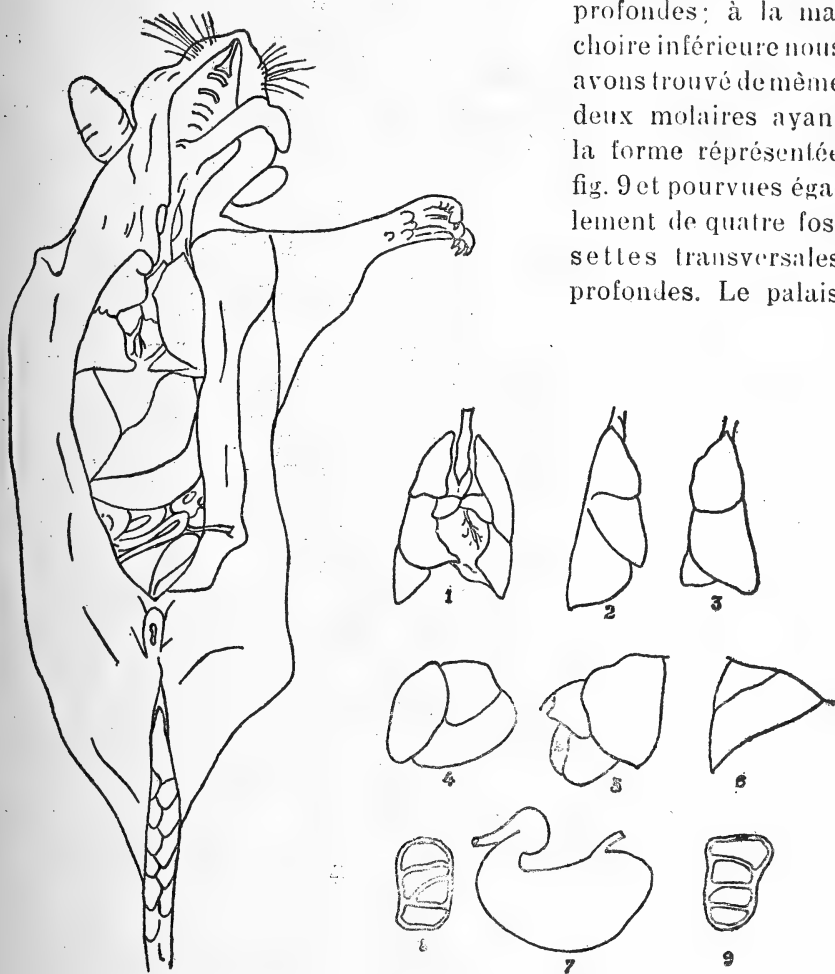 profondes; à la ma
choire inférieure nous
avons trouvé de même
deux molaires ayan
la forme réprésentée
fig. 9 et pourvues éga
lement de quatre fos
settes transversales
profondes. Le palais
1
2
3
4
5
6
7
9